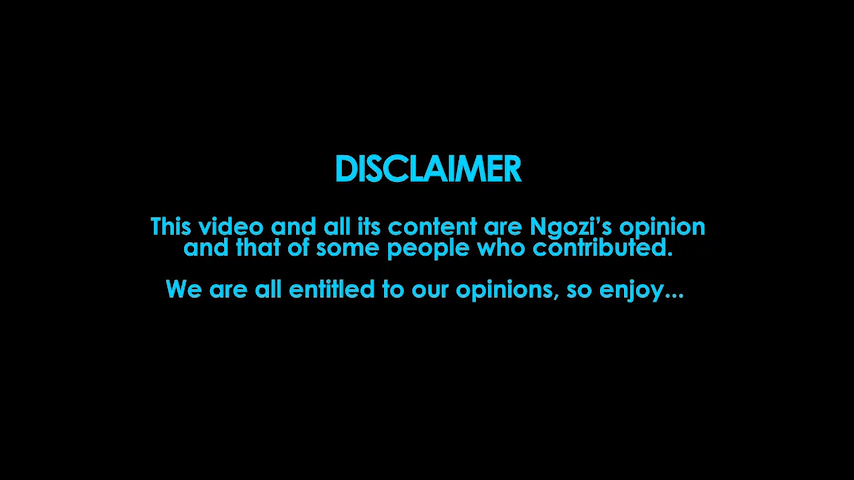 DISCLAIMER
This video and all its content are Ngozi's opinion
and that of some people who contributed.
We are all entitled to our opinions, so enjoy...